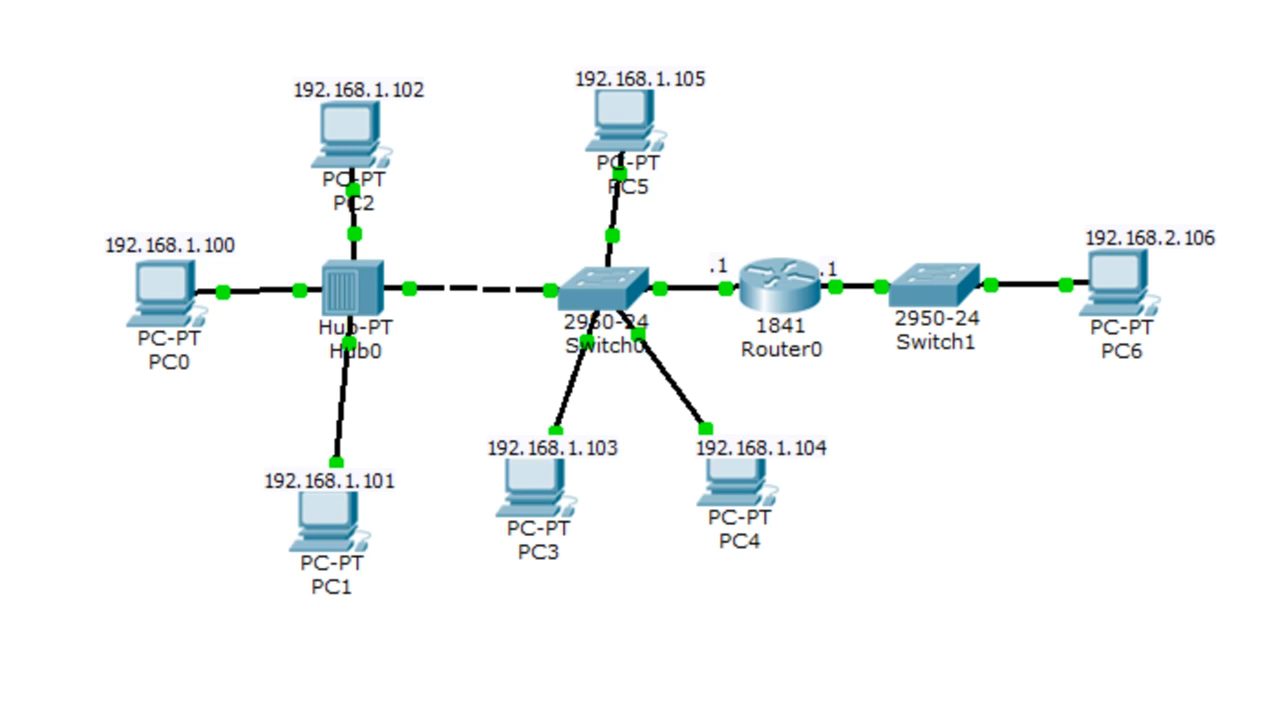 192.168.1.102
PC-PT
PC2
192.168.1.105
PC-PT
PC5
192.168.1.100
PC-PT
PC0
Hub-PT
Hub0
2950-24
Switch0
.1
.1
1841
Router0
2950-24
Switch1
192.168.2.106
PC-PT
PC6
192.168.1.101
PC-PT
PC1
192.168.1.103
PC-PT
PC3
192.168.1.104
PC-PT
PC4